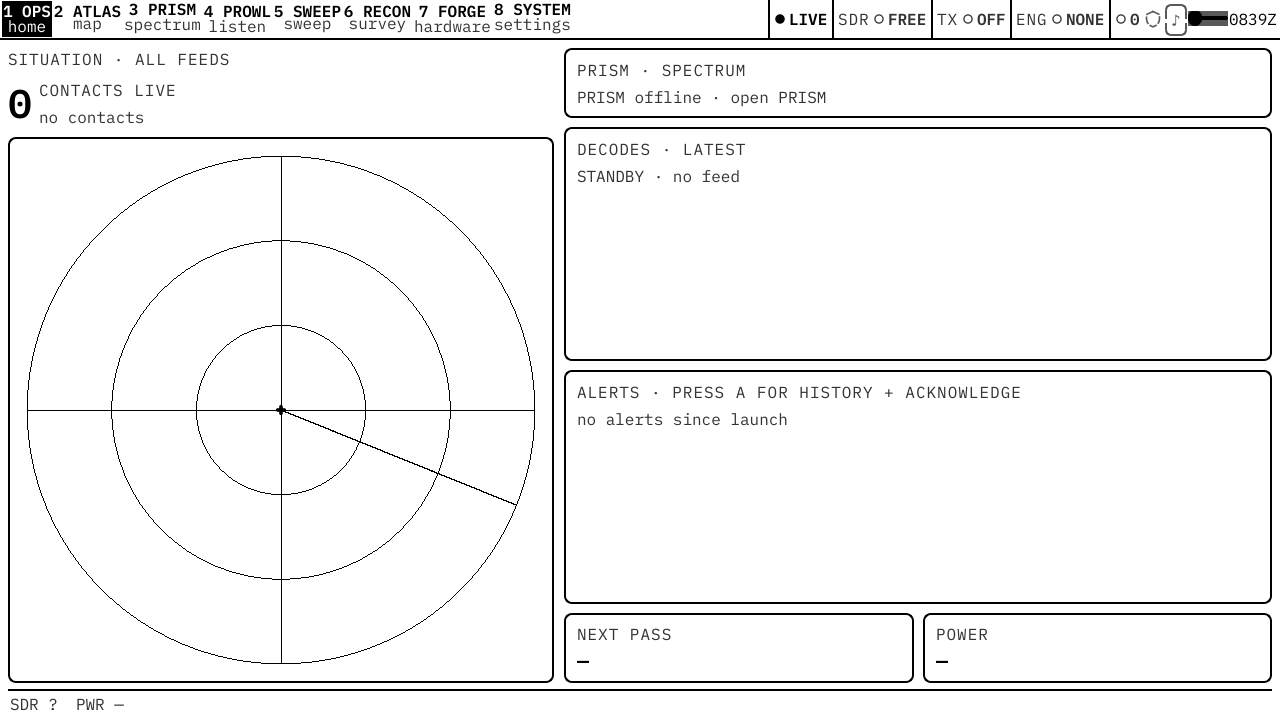 1 OPS 2 ATLAS 3 PRISM 4 PROWL 5 SWEEP 6 RECON 7 FORGE 8 SYSTEM
home map spectrum listen sweep survey hardware settings
● LIVE SDR ○ FREE TX ○ OFF ENG ○ NONE ○ 0 ♪ 0839Z
SITUATION · ALL FEEDS
0 CONTACTS LIVE
no contacts
PRISM · SPECTRUM
PRISM offline · open PRISM
DECODES · LATEST
STANDBY · no feed
ALERTS · PRESS A FOR HISTORY + ACKNOWLEDGE
no alerts since launch
NEXT PASS
—
POWER
—
SDR ? PWR —